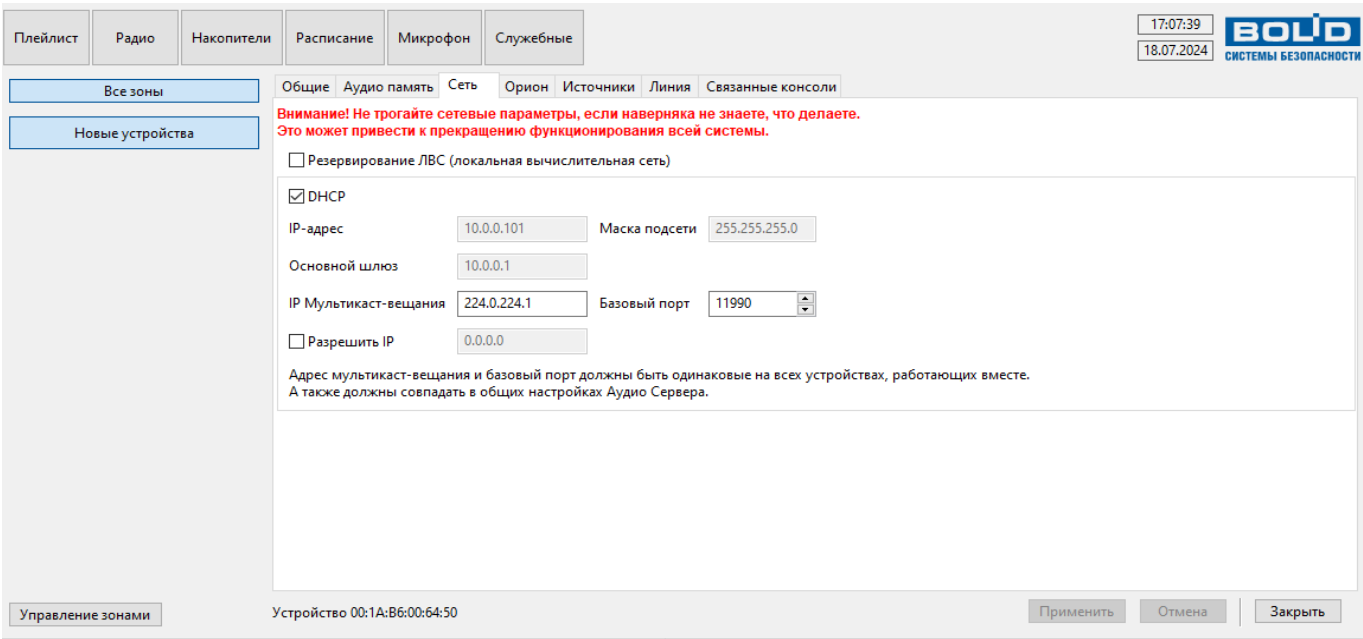 Плейлист Радио Накопители Расписание Микрофон Служебные
17:07:39
18.07.2024
BOLID
СИСТЕМЫ БЕЗОПАСНОСТИ
Все зоны
Новые устройства
Общие Аудио память Сеть Орион Источники Линия Связанные консоли
Внимание! Не трогайте сетевые параметры, если наверняка не знаете, что делаете.
Это может привести к прекращению функционирования всей системы.
Резервирование ЛВС (локальная вычислительная сеть)
DHCP
IP-адрес 10.0.0.101 Маска подсети 255.255.255.0
Основной шлюз 10.0.0.1
IP Мультикаст-вещания 224.0.224.1 Базовый порт 11990
Разрешить IP 0.0.0.0
Адрес мультикаст-вещания и базовый порт должны быть одинаковые на всех устройствах, работающих вместе.
А также должны совпадать в общих настройках Аудио Сервера.
Управление зонами Устройство 00:1A:B6:00:64:50 Применить Отмена Закрыть